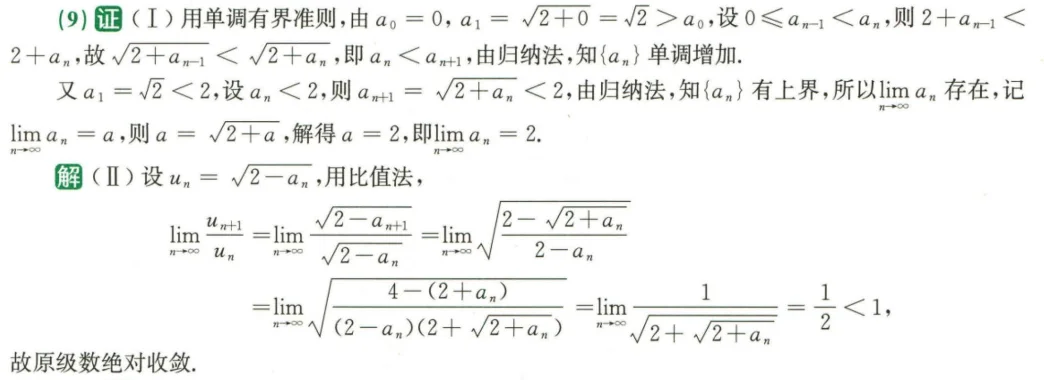 (9) 证 (Ⅰ)用单调有界准则,由 $a_0 = 0$, $a_1 = \sqrt{2+0} = \sqrt{2} > a_0$,设 $0 \leqslant a_{n-1} < a_n$,则 $2 + a_{n-1} <$
$2 + a_n$,故 $\sqrt{2+a_{n-1}} < \sqrt{2+a_n}$,即 $a_n < a_{n+1}$,由归纳法,知$\{a_n\}$ 单调增加.
又 $a_1 = \sqrt{2} < 2$,设 $a_n < 2$,则 $a_{n+1} = \sqrt{2+a_n} < 2$,由归纳法,知$\{a_n\}$ 有上界,所以$\lim\limits_{n \to \infty} a_n$ 存在,记
$\lim\limits_{n \to \infty} a_n = a$,则 $a = \sqrt{2+a}$,解得 $a = 2$,即$\lim\limits_{n \to \infty} a_n = 2$.
解 (Ⅱ)设 $u_n = \sqrt{2-a_n}$,用比值法,
$\lim\limits_{n \to \infty} \frac{u_{n+1}}{u_n} = \lim\limits_{n \to \infty} \frac{\sqrt{2-a_{n+1}}}{\sqrt{2-a_n}} = \lim\limits_{n \to \infty} \sqrt{\frac{2-\sqrt{2+a_n}}{2-a_n}}$
$= \lim\limits_{n \to \infty} \sqrt{\frac{4-(2+a_n)}{(2-a_n)(2+\sqrt{2+a_n})}} = \lim\limits_{n \to \infty} \frac{1}{\sqrt{2+\sqrt{2+a_n}}} = \frac{1}{2} < 1$,
故原级数绝对收敛.